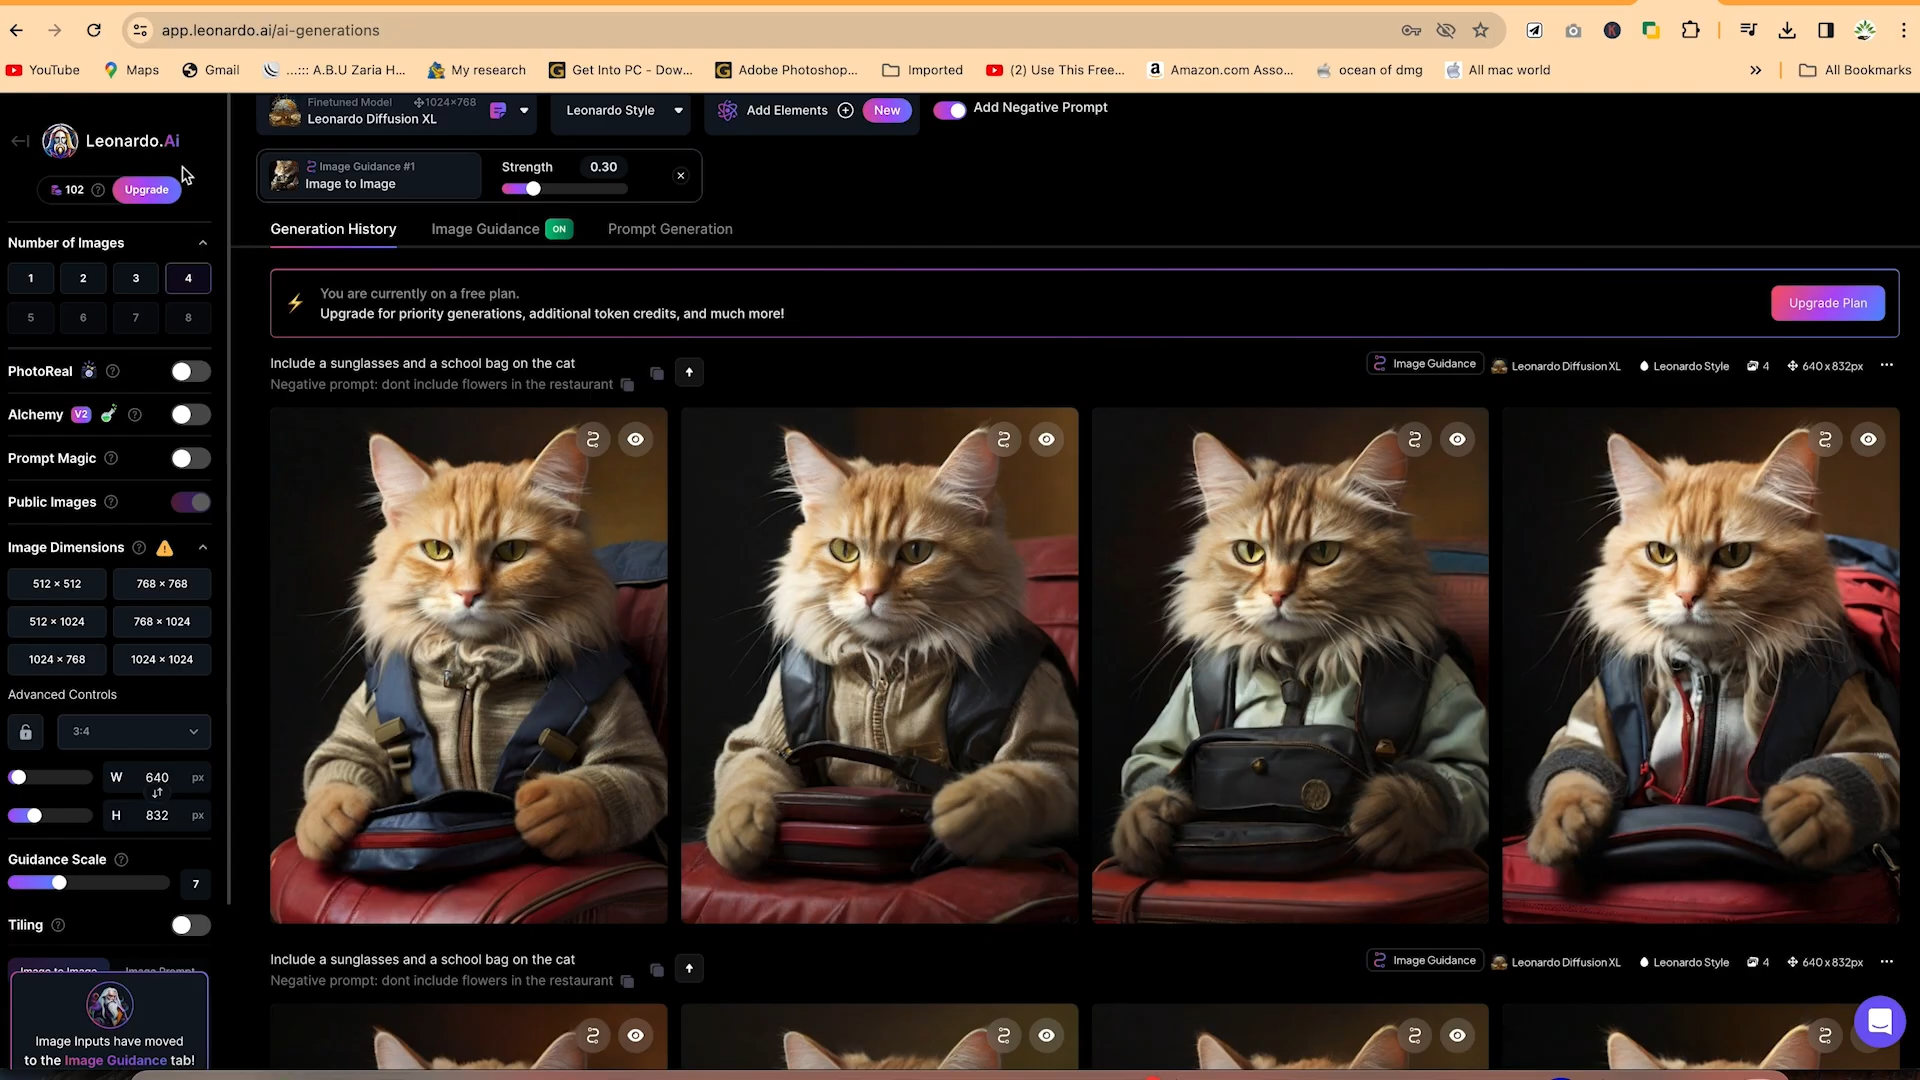 app.leonardo.ai/ai-generations
YouTube
Maps
Gmail
...::: A.B.U Zaria H...
My research
Get Into PC - Dow...
Adobe Photoshop...
Imported
(2) Use This Free...
Amazon.com Asso...
ocean of dmg
All mac world
All Bookmarks
Leonardo.Ai
102
Upgrade
Number of Images
1 2 3 4
5 6 7 8
PhotoReal
Alchemy V2
Prompt Magic
Public Images
Image Dimensions
512 × 512 768 × 768
512 × 1024 768 × 1024
1024 × 768 1024 × 1024
Advanced Controls
3:4
W 640 px
H 832 px
Guidance Scale
7
Tiling
Image to Image Image Prompt
Image Inputs have moved
to the Image Guidance tab!
Finetuned Model 1024×768
Leonardo Diffusion XL
Leonardo Style
Add Elements New
Add Negative Prompt
Image Guidance #1
Image to Image
Strength 0.30
Generation History
Image Guidance ON
Prompt Generation
You are currently on a free plan.
Upgrade for priority generations, additional token credits, and much more!
Upgrade Plan
Include a sunglasses and a school bag on the cat
Negative prompt: dont include flowers in the restaurant
Image Guidance Leonardo Diffusion XL Leonardo Style 4 640 x 832px
Include a sunglasses and a school bag on the cat
Negative prompt: dont include flowers in the restaurant
Image Guidance Leonardo Diffusion XL Leonardo Style 4 640 x 832px